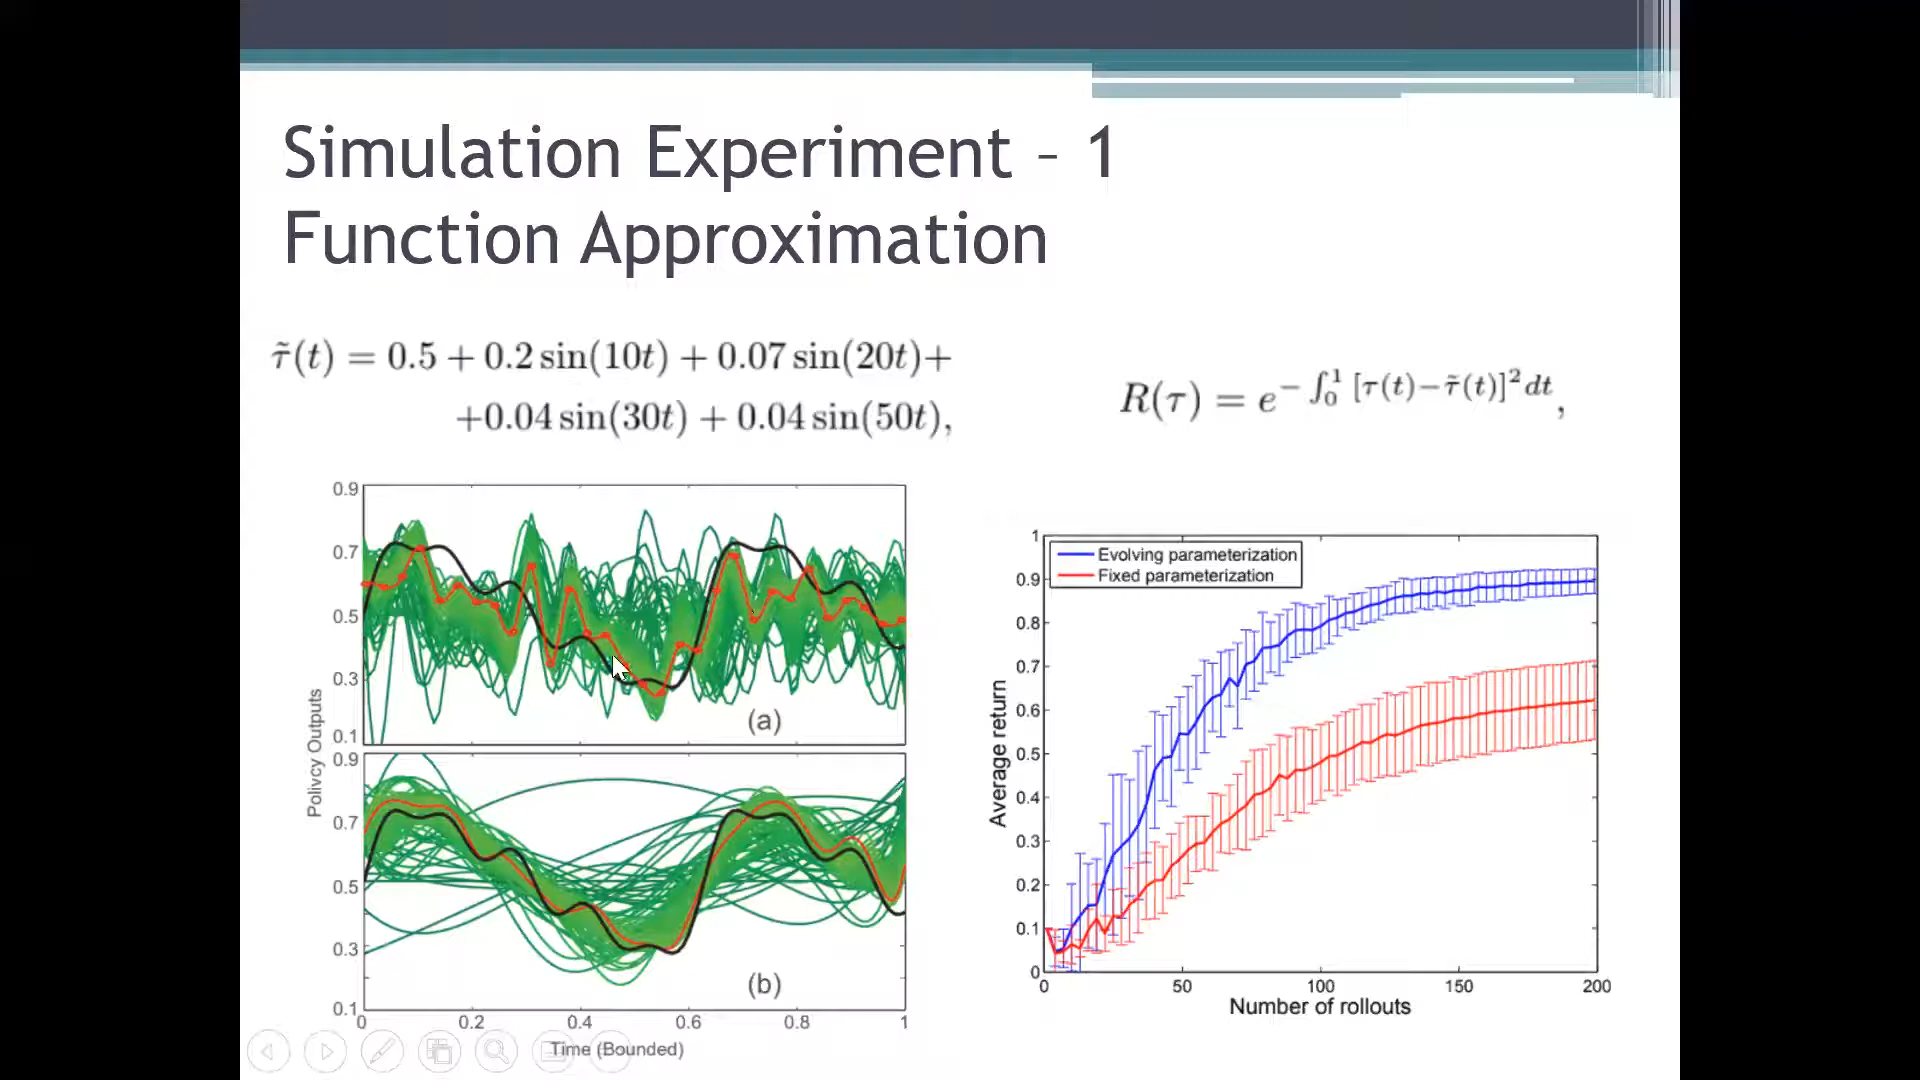 Simulation Experiment – 1
Function Approximation
τ̃(t) = 0.5 + 0.2 sin(10t) + 0.07 sin(20t)+
+0.04 sin(30t) + 0.04 sin(50t),
R(τ) = e^{− ∫₀¹ [τ(t)−τ̃(t)]² dt},
0.9
0.7
0.5
0.3
0.1
(a)
Polivcy Outputs
0.9
0.7
0.5
0.3
0.1
(b)
0 0.2 0.4 0.6 0.8 1
Time (Bounded)
Evolving parameterization
Fixed parameterization
Average return
1
0.9
0.8
0.7
0.6
0.5
0.4
0.3
0.2
0.1
0
0 50 100 150 200
Number of rollouts